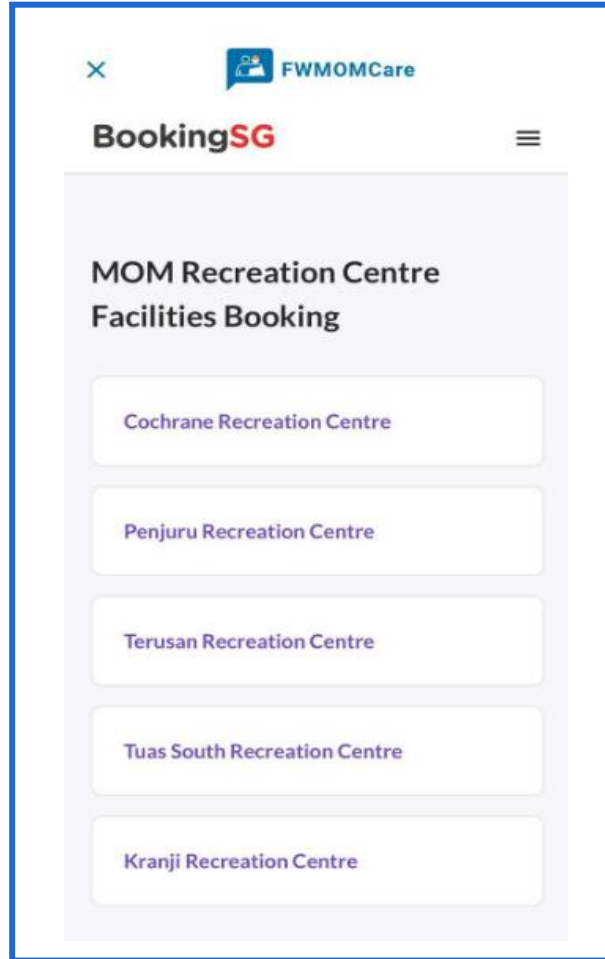 FWMOMCare
BookingSG
MOM Recreation Centre
Facilities Booking
Cochrane Recreation Centre
Penjuru Recreation Centre
Terusan Recreation Centre
Tuas South Recreation Centre
Kranji Recreation Centre